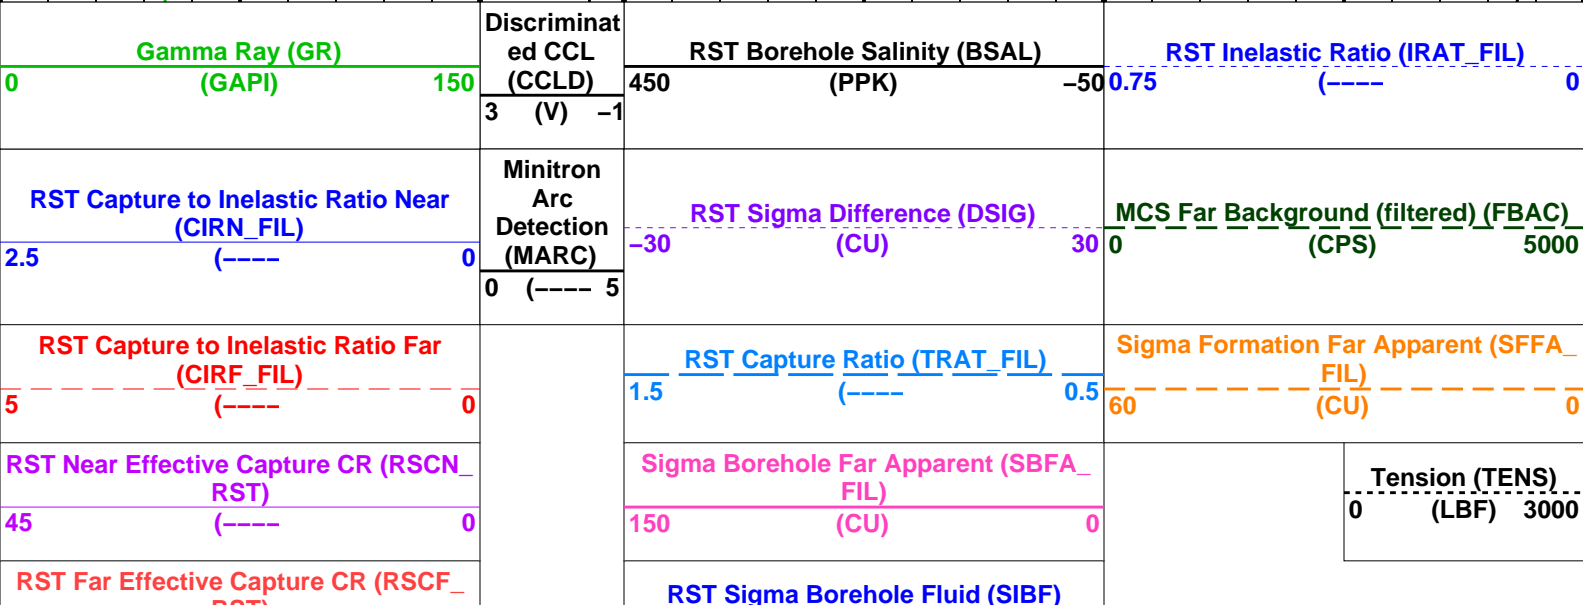 Gamma Ray (GR)
0 (GAPI) 150
Discriminat
ed CCL
(CCLD)
3 (V) −1
RST Borehole Salinity (BSAL)
450 (PPK) −50
RST Inelastic Ratio (IRAT_FIL)
0.75 (−−−− 0
RST Capture to Inelastic Ratio Near
(CIRN_FIL)
2.5 (−−−− 0
Minitron
Arc
Detection
(MARC)
0 (−−−− 5
RST Sigma Difference (DSIG)
−30 (CU) 30
MCS Far Background (filtered) (FBAC)
0 (CPS) 5000
RST Capture to Inelastic Ratio Far
(CIRF_FIL)
5 (−−−− 0
RST Capture Ratio (TRAT_FIL)
1.5 (−−−− 0.5
Sigma Formation Far Apparent (SFFA_
FIL)
60 (CU) 0
RST Near Effective Capture CR (RSCN_
RST)
45 (−−−− 0
Sigma Borehole Far Apparent (SBFA_
FIL)
150 (CU) 0
Tension (TENS)
0 (LBF) 3000
RST Far Effective Capture CR (RSCF_
RST)
RST Sigma Borehole Fluid (SIBF)